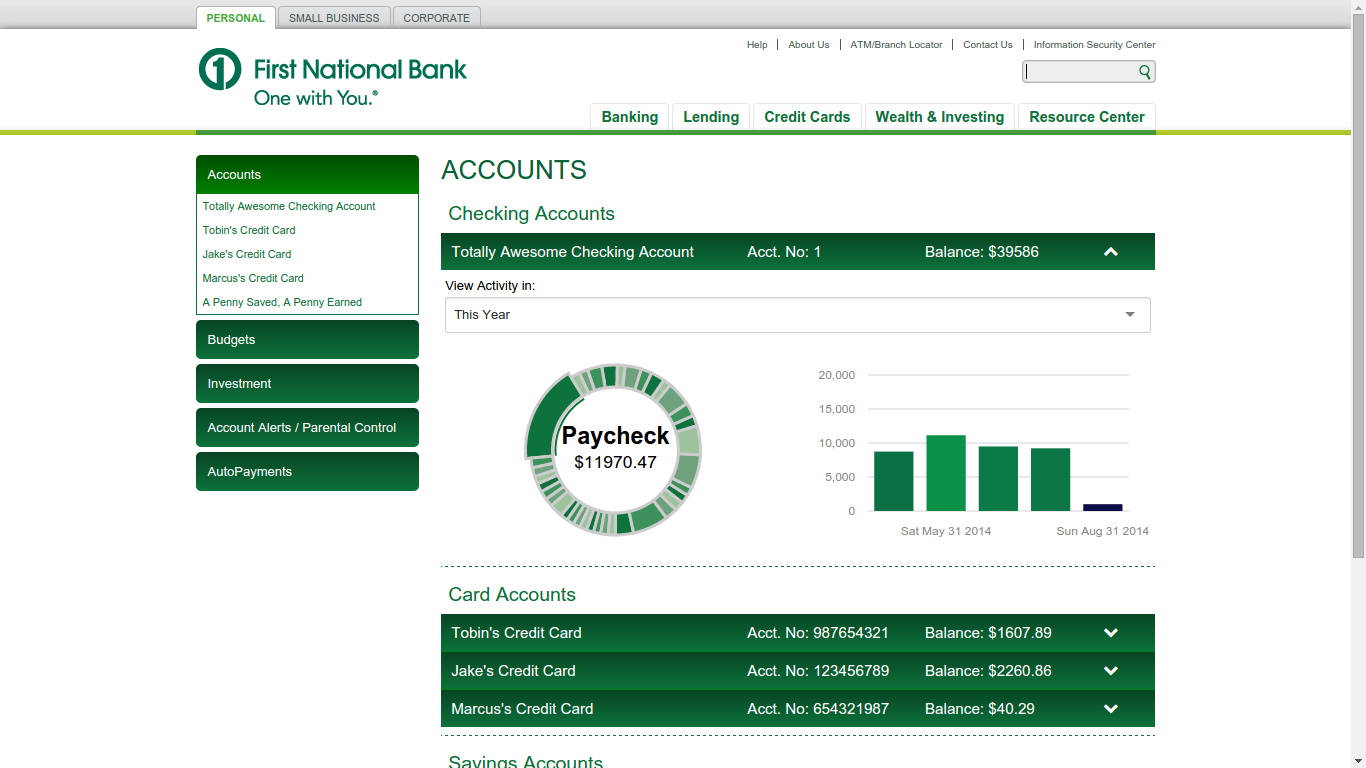 PERSONAL SMALL BUSINESS CORPORATE
Help About Us ATM/Branch Locator Contact Us Information Security Center
1 First National Bank
One with You.®
Banking Lending Credit Cards Wealth & Investing Resource Center
Accounts
Totally Awesome Checking Account
Tobin's Credit Card
Jake's Credit Card
Marcus's Credit Card
A Penny Saved, A Penny Earned
Budgets
Investment
Account Alerts / Parental Control
AutoPayments
ACCOUNTS
Checking Accounts
Totally Awesome Checking Account Acct. No: 1 Balance: $39586
View Activity in:
This Year
Paycheck
$11970.47
20,000
15,000
10,000
5,000
0
Sat May 31 2014 Sun Aug 31 2014
Card Accounts
Tobin's Credit Card Acct. No: 987654321 Balance: $1607.89
Jake's Credit Card Acct. No: 123456789 Balance: $2260.86
Marcus's Credit Card Acct. No: 654321987 Balance: $40.29
Savings Accounts